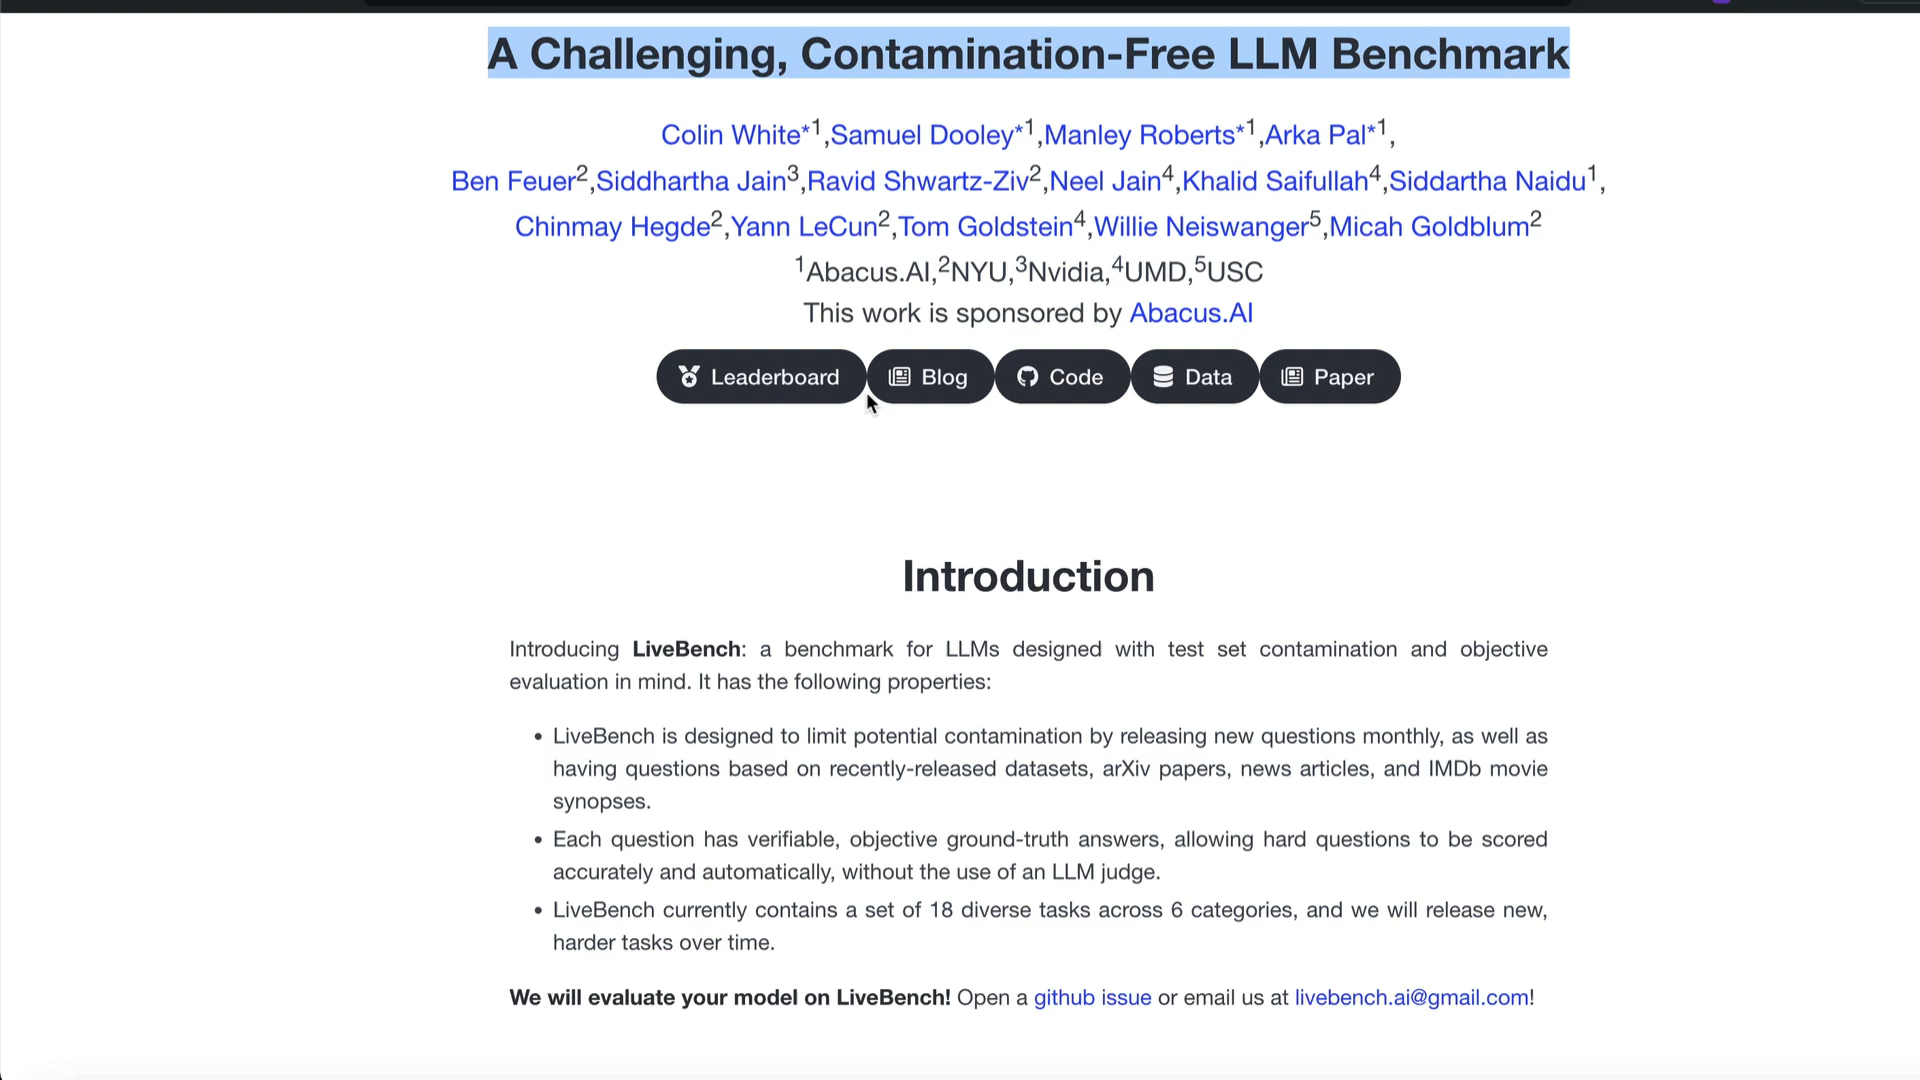 A Challenging, Contamination-Free LLM Benchmark
Colin White*1,Samuel Dooley*1,Manley Roberts*1,Arka Pal*1,
Ben Feuer2,Siddhartha Jain3,Ravid Shwartz-Ziv2,Neel Jain4,Khalid Saifullah4,Siddartha Naidu1,
Chinmay Hegde2,Yann LeCun2,Tom Goldstein4,Willie Neiswanger5,Micah Goldblum2
1Abacus.AI,2NYU,3Nvidia,4UMD,5USC
This work is sponsored by Abacus.AI
Leaderboard Blog Code Data Paper
Introduction
Introducing LiveBench: a benchmark for LLMs designed with test set contamination and objective
evaluation in mind. It has the following properties:
• LiveBench is designed to limit potential contamination by releasing new questions monthly, as well as
having questions based on recently-released datasets, arXiv papers, news articles, and IMDb movie
synopses.
• Each question has verifiable, objective ground-truth answers, allowing hard questions to be scored
accurately and automatically, without the use of an LLM judge.
• LiveBench currently contains a set of 18 diverse tasks across 6 categories, and we will release new,
harder tasks over time.
We will evaluate your model on LiveBench! Open a github issue or email us at livebench.ai@gmail.com!